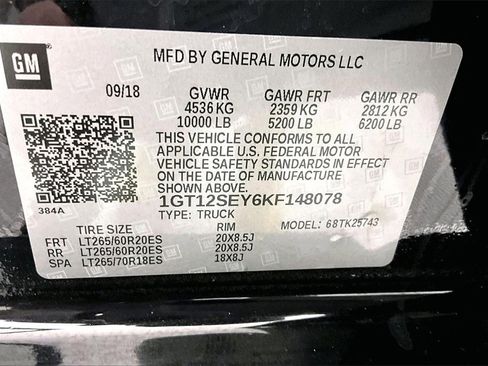 GM
MFD BY GENERAL MOTORS LLC
09/18 GVWR GAWR FRT GAWR RR
4536 KG 2359 KG 2812 KG
10000 LB 5200 LB 6200 LB
THIS VEHICLE CONFORMS TO ALL
APPLICABLE U.S. FEDERAL MOTOR
VEHICLE SAFETY STANDARDS IN EFFECT
ON THE DATE OF MANUFACTURE
SHOWN ABOVE.
1GT12SEY6KF148078
384A TYPE: TRUCK MODEL: 68TK25743
TIRE SIZE RIM
FRT LT265/60R20ES 20X8.5J
RR LT265/60R20ES 20X8.5J
SPA LT265/70R18ES 18X8J